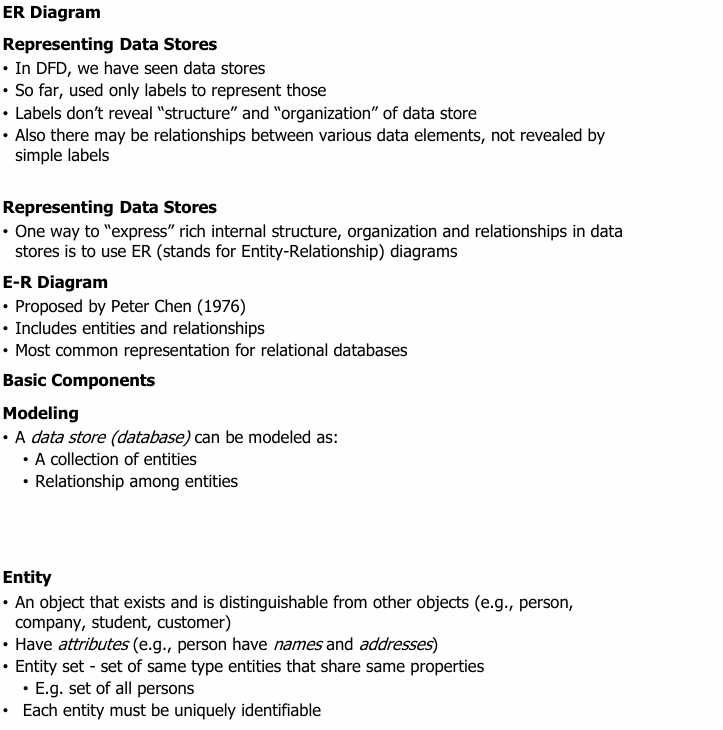 ER Diagram
Representing Data Stores
• In DFD, we have seen data stores
• So far, used only labels to represent those
• Labels don’t reveal “structure” and “organization” of data store
• Also there may be relationships between various data elements, not revealed by
simple labels
Representing Data Stores
• One way to “express” rich internal structure, organization and relationships in data
stores is to use ER (stands for Entity-Relationship) diagrams
E-R Diagram
• Proposed by Peter Chen (1976)
• Includes entities and relationships
• Most common representation for relational databases
Basic Components
Modeling
• A data store (database) can be modeled as:
• A collection of entities
• Relationship among entities
Entity
• An object that exists and is distinguishable from other objects (e.g., person,
company, student, customer)
• Have attributes (e.g., person have names and addresses)
• Entity set - set of same type entities that share same properties
• E.g. set of all persons
• Each entity must be uniquely identifiable